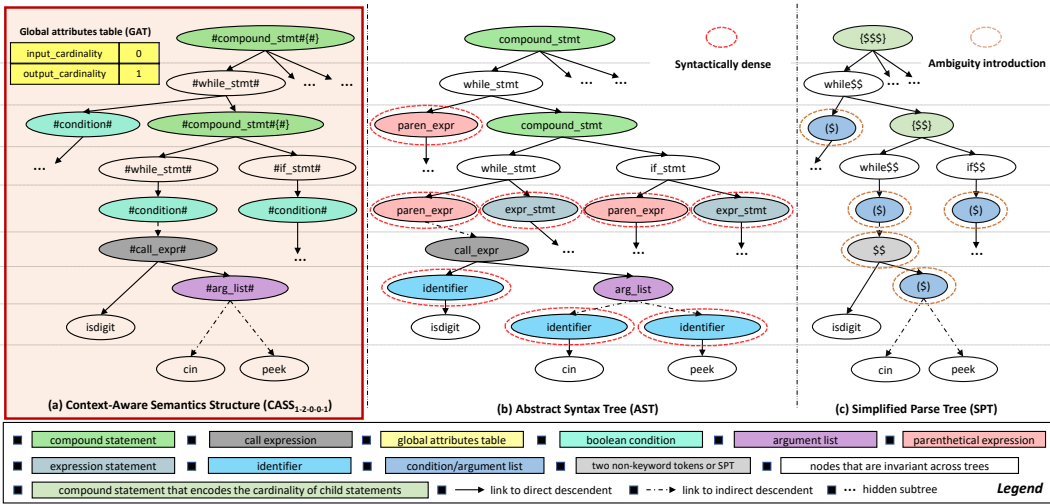 Global attributes table (GAT)
input_cardinality 0
output_cardinality 1
#compound_stmt#{#}
...
...
#while_stmt#
#condition#
#compound_stmt#{#}
...
#while_stmt#
#if_stmt#
#condition#
#condition#
#call_expr#
...
#arg_list#
isdigit
cin
peek
(a) Context-Aware Semantics Structure (CASS1-2-0-0-1)
compound_stmt
Syntactically dense
...
...
while_stmt
paren_expr
compound_stmt
...
while_stmt
if_stmt
paren_expr
expr_stmt
paren_expr
expr_stmt
call_expr
...
...
...
identifier
arg_list
isdigit
identifier
identifier
cin
peek
(b) Abstract Syntax Tree (AST)
{$$$}
Ambiguity introduction
...
...
while$$
($)
{$$}
...
while$$
if$$
($)
($)
$$
...
($)
isdigit
cin
peek
(c) Simplified Parse Tree (SPT)
compound statement
call expression
global attributes table
boolean condition
argument list
parenthetical expression
expression statement
identifier
condition/argument list
two non-keyword tokens or SPT
nodes that are invariant across trees
compound statement that encodes the cardinality of child statements
link to direct descendent
link to indirect descendent
... hidden subtree
Legend